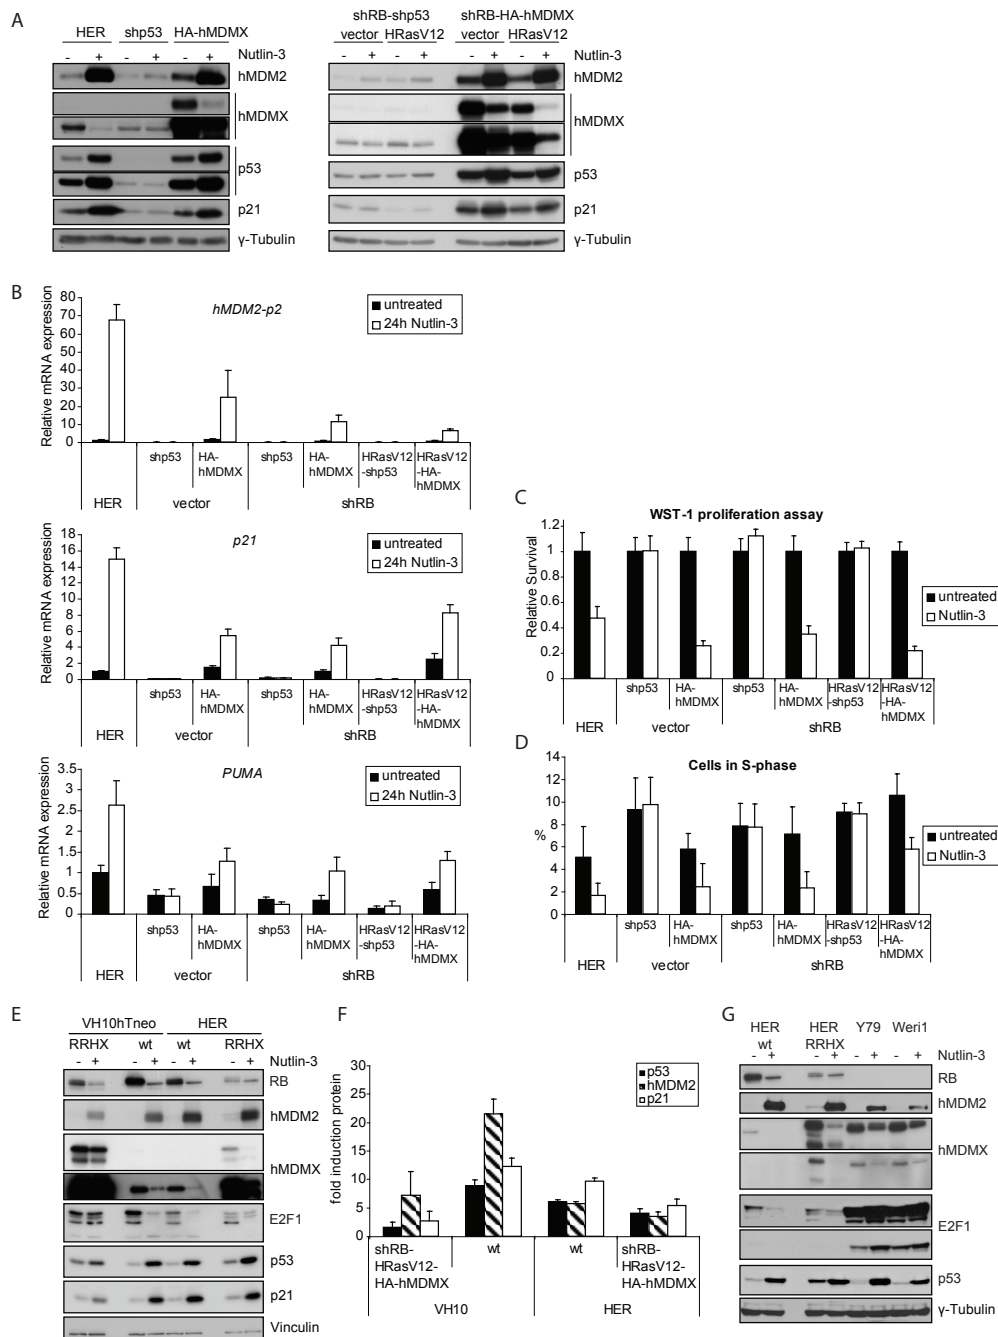 A
HER shp53 HA-hMDMX
- + - + - + Nutlin-3
hMDM2
hMDMX
p53
p21
γ-Tubulin
shRB-shp53 shRB-HA-hMDMX
vector HRasV12 vector HRasV12
- + - + - + - + Nutlin-3
hMDM2
hMDMX
p53
p21
γ-Tubulin
B
hMDM2-p2
untreated
24h Nutlin-3
Relative mRNA expression
80
70
60
50
40
30
20
10
0
shp53 HA-hMDMX shp53 HA-hMDMX HRasV12-shp53 HRasV12-HA-hMDMX
HER vector shRB
p21
untreated
24h Nutlin-3
Relative mRNA expression
18
16
14
12
10
8
6
4
2
0
shp53 HA-hMDMX shp53 HA-hMDMX HRasV12-shp53 HRasV12-HA-hMDMX
HER vector shRB
PUMA
untreated
24h Nutlin-3
Relative mRNA expression
3.5
3
2.5
2
1.5
1
0.5
0
shp53 HA-hMDMX shp53 HA-hMDMX HRasV12-shp53 HRasV12-HA-hMDMX
HER vector shRB
C
WST-1 proliferation assay
untreated
Nutlin-3
Relative Survival
1.2
1
0.8
0.6
0.4
0.2
0
shp53 HA-hMDMX shp53 HA-hMDMX HRasV12-shp53 HRasV12-HA-hMDMX
HER vector shRB
D
Cells in S-phase
untreated
Nutlin-3
%
14
12
10
8
6
4
2
0
shp53 HA-hMDMX shp53 HA-hMDMX HRasV12-shp53 HRasV12-HA-hMDMX
HER vector shRB
E
VH10hTneo HER
RRHX wt wt RRHX
- + - + - + - + Nutlin-3
RB
hMDM2
hMDMX
E2F1
p53
p21
Vinculin
F
p53
hMDM2
p21
fold induction protein
30
25
20
15
10
5
0
shRB-HRasV12-HA-hMDMX wt wt shRB-HRasV12-HA-hMDMX
VH10 HER
G
HER wt HER RRHX Y79 Weri1
- + - + - + - + Nutlin-3
RB
hMDM2
hMDMX
E2F1
p53
γ-Tubulin